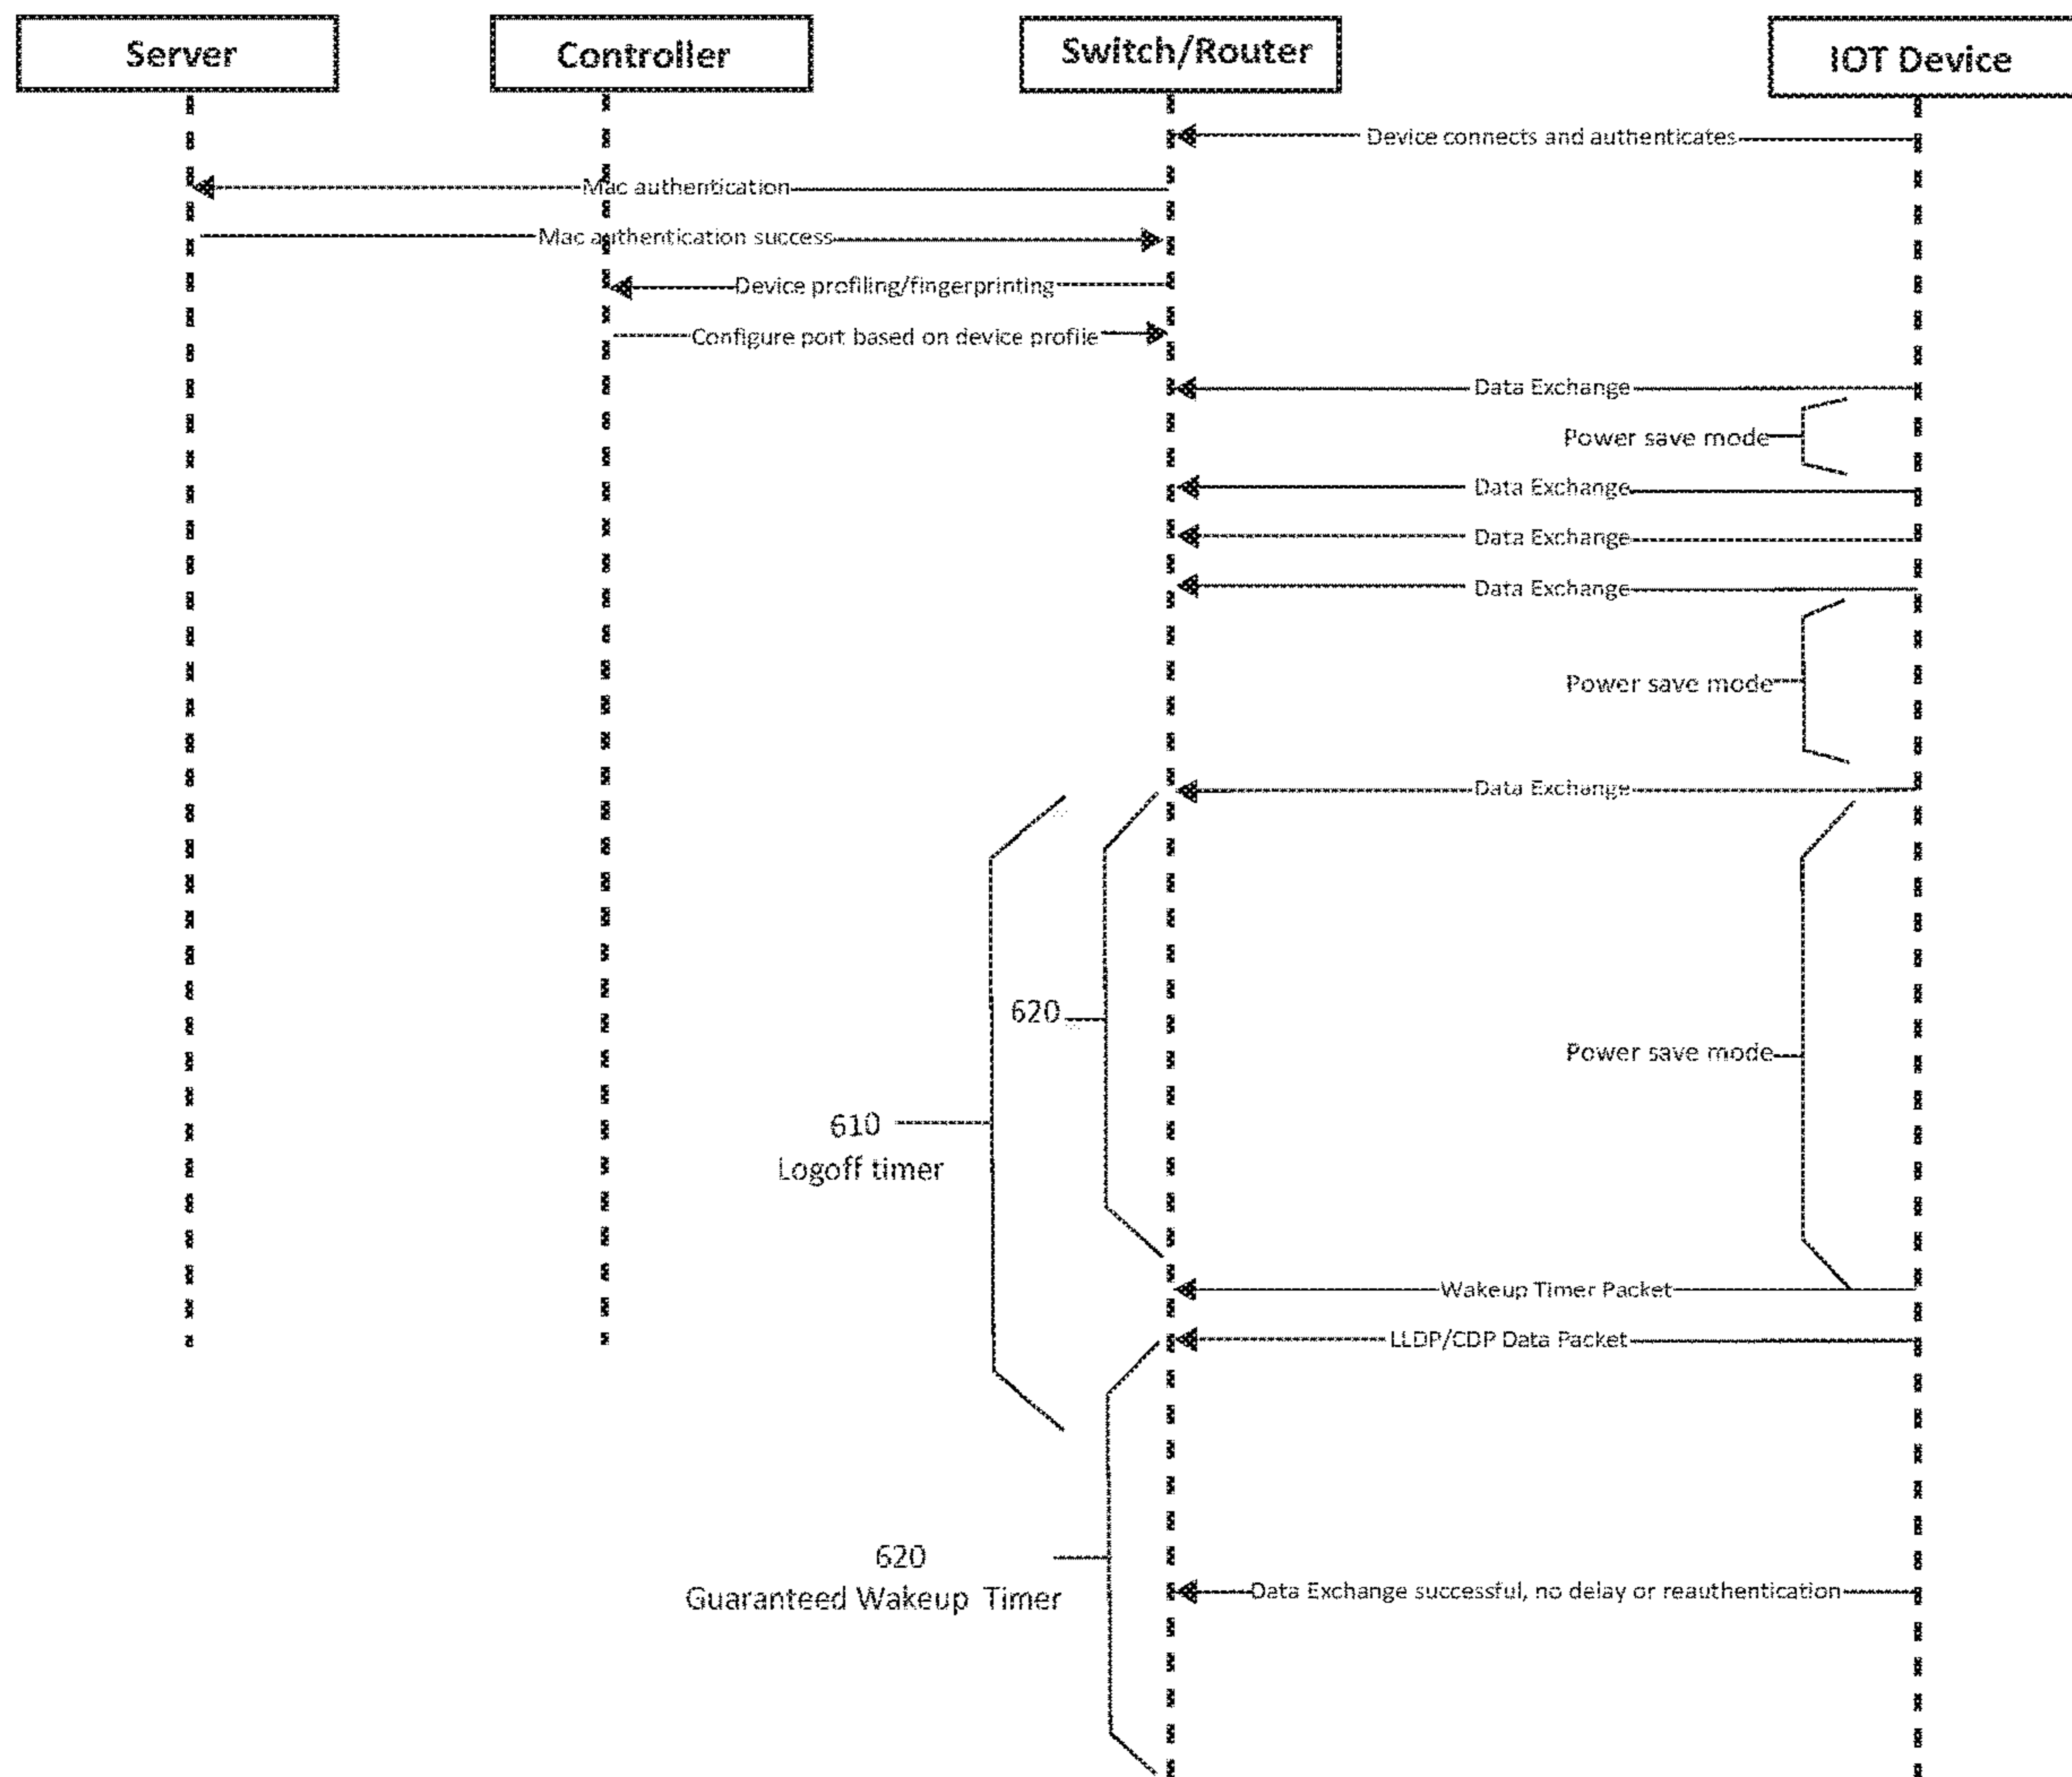 Server
Controller
Switch/Router
IOT Device
Device connects and authenticates
Mac authentication
Mac authentication success
Device profiling/fingerprinting
Configure port based on device profile
Data Exchange
Power save mode
Data Exchange
Data Exchange
Data Exchange
Power save mode
Data Exchange
620
Power save mode
610
Logoff timer
Wakeup Timer Packet
LLDP/CDP Data Packet
620
Guaranteed Wakeup Timer
Data Exchange successful, no delay or reauthentication